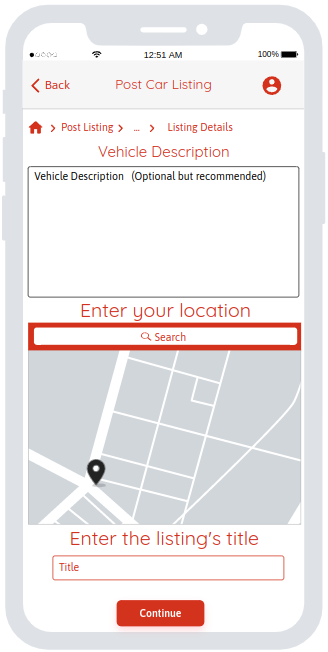 12:51 AM
100%
Back
Post Car Listing
Post Listing
...
Listing Details
Vehicle Description
Vehicle Description (Optional but recommended)
Enter your location
Search
Enter the listing's title
Title
Continue